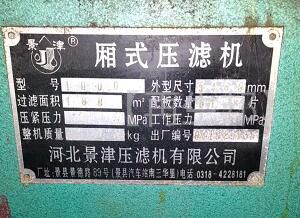 景津®
厢式压滤机
型号 外型尺寸 mm
过滤面积 m² 配板数量 片
压紧压力 MPa 工作压力 MPa
整机质量 kg 出厂编号
河北景津压滤机有限公司
厂址:景县景德路89号(景县汽车站南三华里)电话:0318-4228181